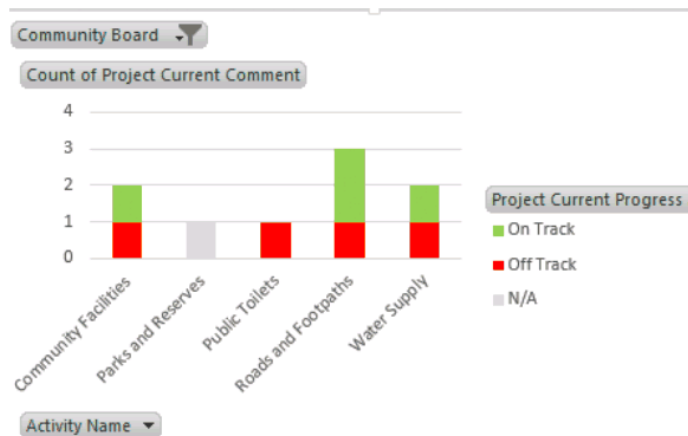 Community Board
Count of Project Current Comment
4
3
2
1
0
Community Facilities
Parks and Reserves
Public Toilets
Roads and Footpaths
Water Supply
Project Current Progress
On Track
Off Track
N/A
Activity Name